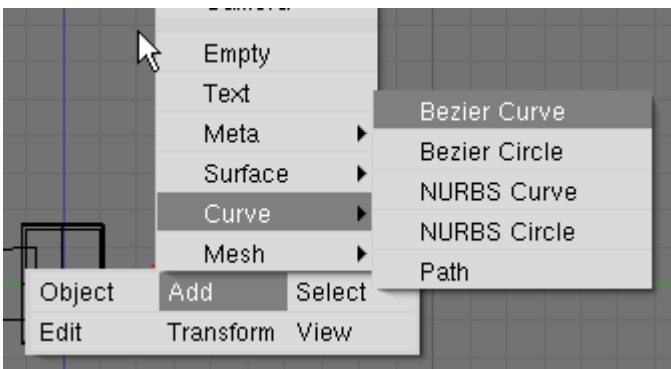 Empty
Text
Meta
Surface
Curve
Mesh
Bezier Curve
Bezier Circle
NURBS Curve
NURBS Circle
Path
Object Add Select
Edit Transform View